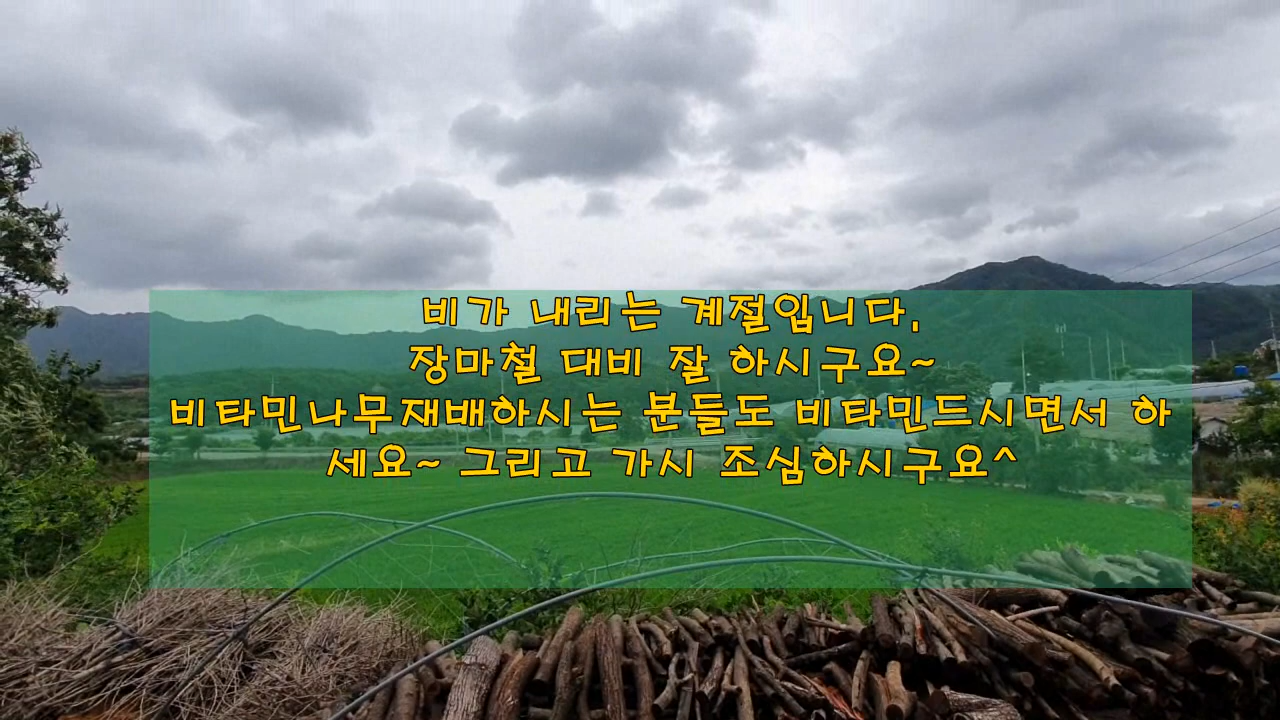 비가 내리는 계절입니다.
장마철 대비 잘 하시구요~
비타민나무재배하시는 분들도 비타민드시면서 하
세요~ 그리고 가시 조심하시구요^